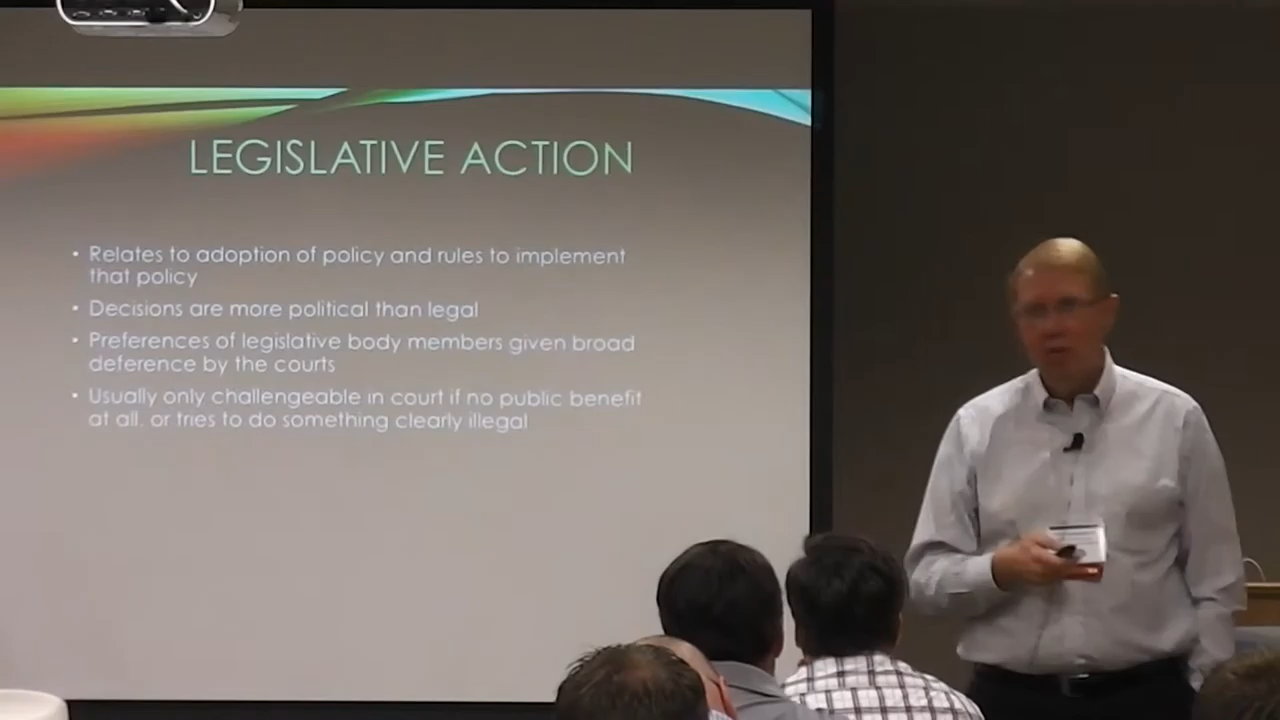 LEGISLATIVE ACTION
• Relates to adoption of policy and rules to implement
that policy
• Decisions are more political than legal
• Preferences of legislative body members given broad
deference by the courts
• Usually only challengeable in court if no public benefit
at all, or tries to do something clearly illegal